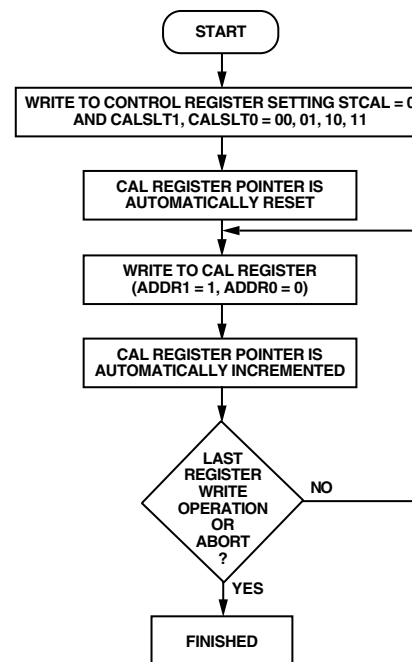 START
WRITE TO CONTROL REGISTER SETTING STCAL = 0
AND CALSLT1, CALSLT0 = 00, 01, 10, 11
CAL REGISTER POINTER IS
AUTOMATICALLY RESET
WRITE TO CAL REGISTER
(ADDR1 = 1, ADDR0 = 0)
CAL REGISTER POINTER IS
AUTOMATICALLY INCREMENTED
LAST
REGISTER
WRITE
OPERATION
OR
ABORT
?
NO
YES
FINISHED